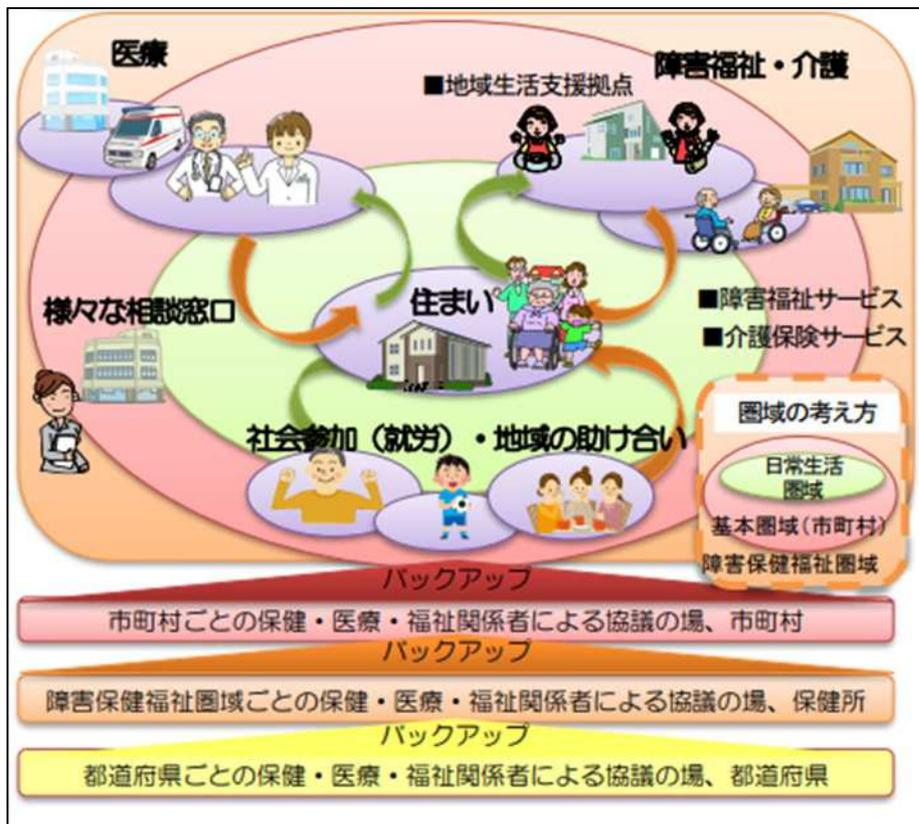 医療
障害福祉・介護
■地域生活支援拠点
様々な相談窓口
住まい
■障害福祉サービス
■介護保険サービス
社会参加（就労）・地域の助け合い
圏域の考え方
日常生活
圏域
基本圏域（市町村）
障害保健福祉圏域
バックアップ
市町村ごとの保健・医療・福祉関係者による協議の場、市町村
バックアップ
障害保健福祉圏域ごとの保健・医療・福祉関係者による協議の場、保健所
バックアップ
都道府県ごとの保健・医療・福祉関係者による協議の場、都道府県